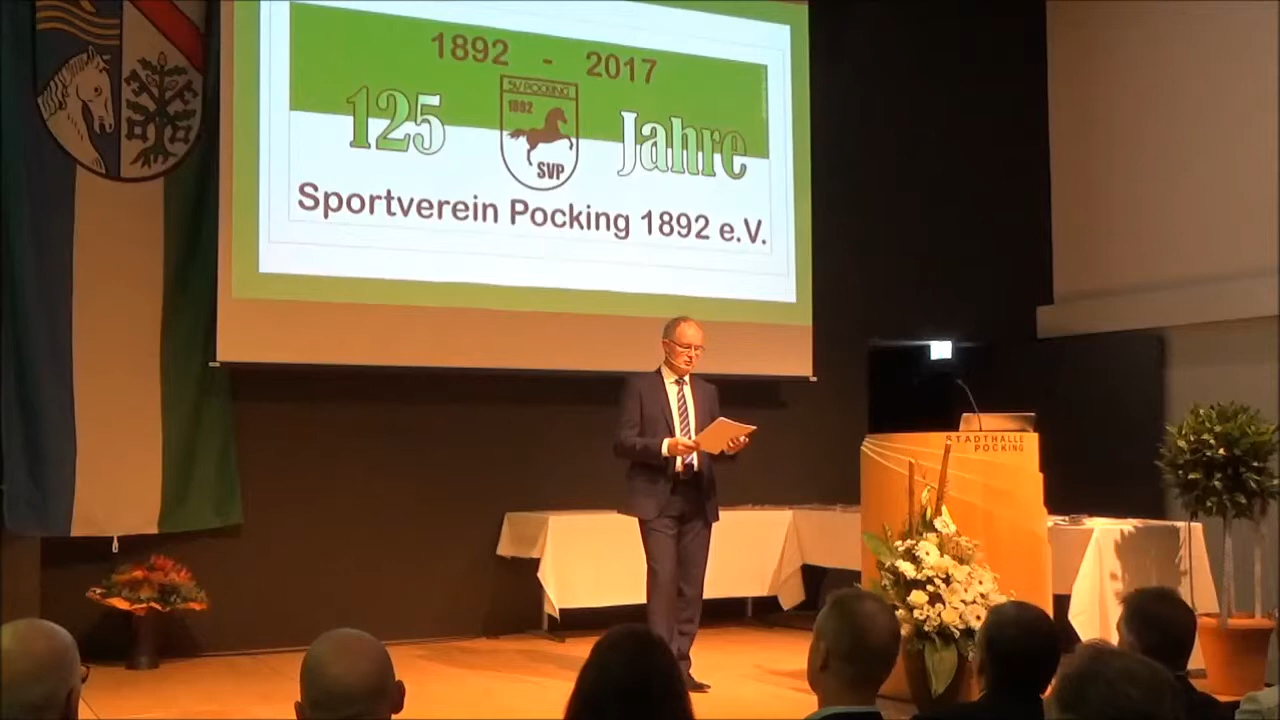 1892 - 2017
125 Jahre
SV POCKING
1892
SVP
Sportverein Pocking 1892 e.V.
STADTHALLE
POCKING